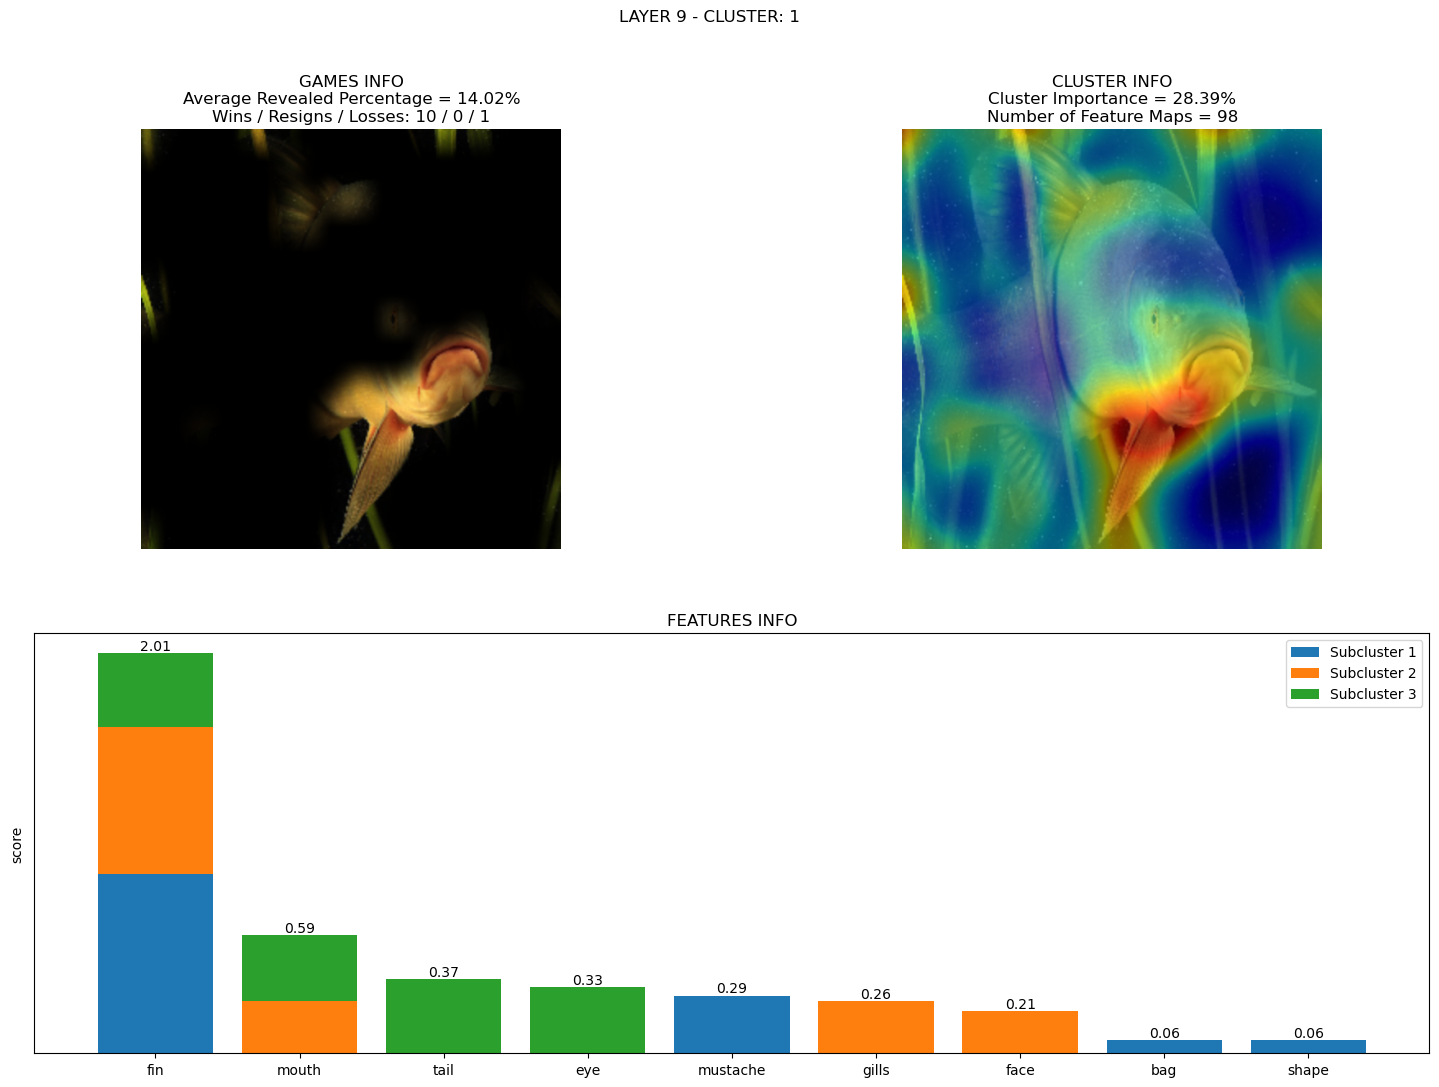 LAYER 9 - CLUSTER: 1
GAMES INFO
Average Revealed Percentage = 14.02%
Wins / Resigns / Losses: 10 / 0 / 1
CLUSTER INFO
Cluster Importance = 28.39%
Number of Feature Maps = 98
FEATURES INFO
Subcluster 1
Subcluster 2
Subcluster 3
score
2.01
0.59
0.37
0.33
0.29
0.26
0.21
0.06
0.06
fin
mouth
tail
eye
mustache
gills
face
bag
shape